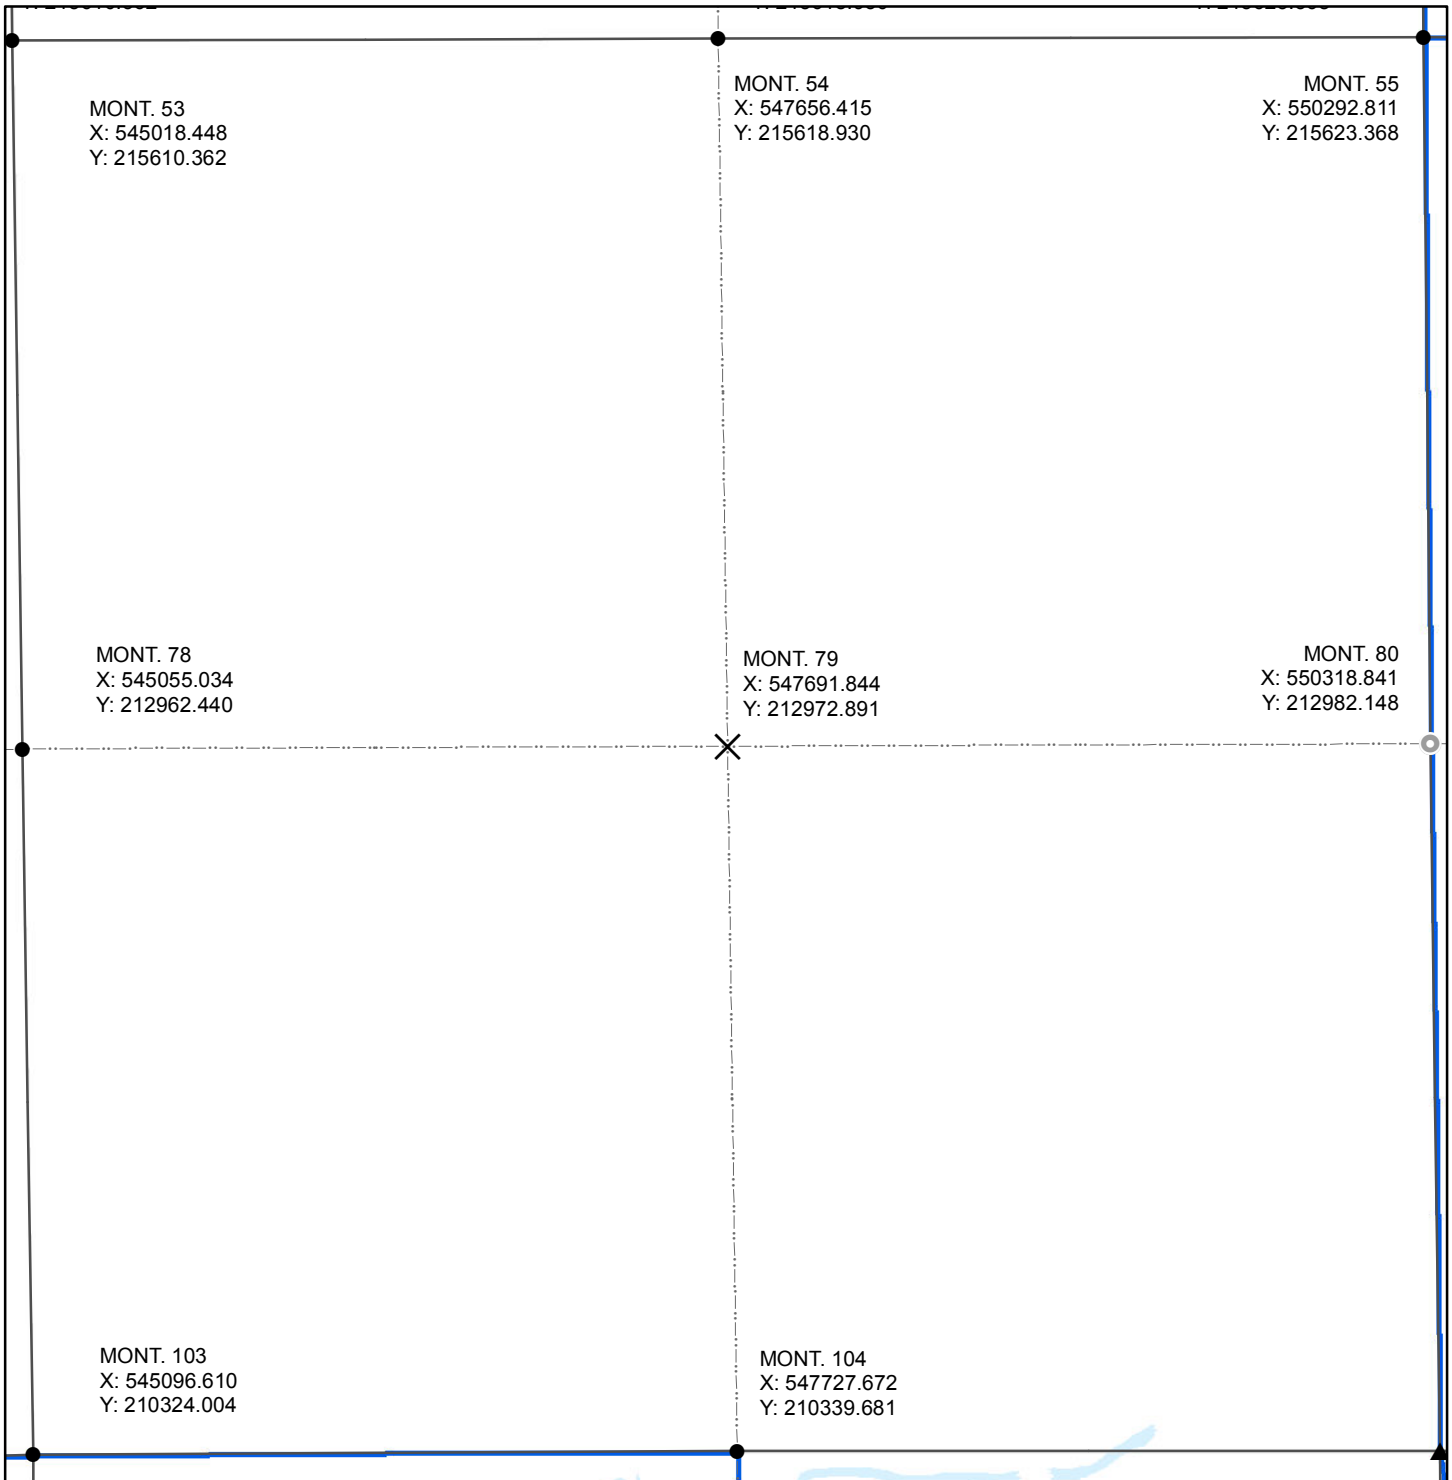 MONT. 53
X: 545018.448
Y: 215610.362
MONT. 54
X: 547656.415
Y: 215618.930
MONT. 55
X: 550292.811
Y: 215623.368
MONT. 78
X: 545055.034
Y: 212962.440
MONT. 79
X: 547691.844
Y: 212972.891
MONT. 80
X: 550318.841
Y: 212982.148
MONT. 103
X: 545096.610
Y: 210324.004
MONT. 104
X: 547727.672
Y: 210339.681